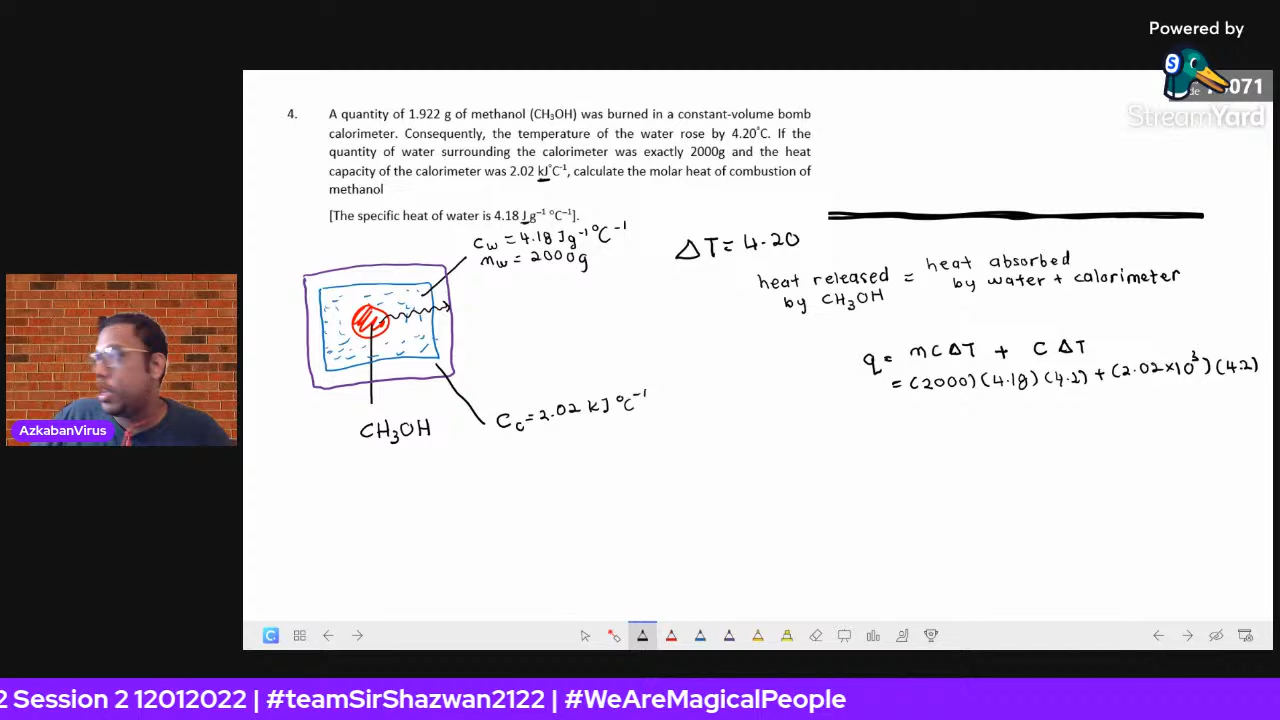 Powered by
071
StreamYard
4. A quantity of 1.922 g of methanol (CH₃OH) was burned in a constant-volume bomb
calorimeter. Consequently, the temperature of the water rose by 4.20°C. If the
quantity of water surrounding the calorimeter was exactly 2000g and the heat
capacity of the calorimeter was 2.02 kJ°C⁻¹, calculate the molar heat of combustion of
methanol
[The specific heat of water is 4.18 J g⁻¹ °C⁻¹].
Cw = 4.18 Jg⁻¹°C⁻¹
mw = 2000g
ΔT = 4.20
heat released = heat absorbed
by CH₃OH by water + calorimeter
q = mcΔT + CΔT
= (2000)(4.18)(4.2) + (2.02×10³)(4.2)
Cc = 2.02 kJ °C⁻¹
CH₃OH
AzkabanVirus
2 Session 2 12012022 | #teamSirShazwan2122 | #WeAreMagicalPeople